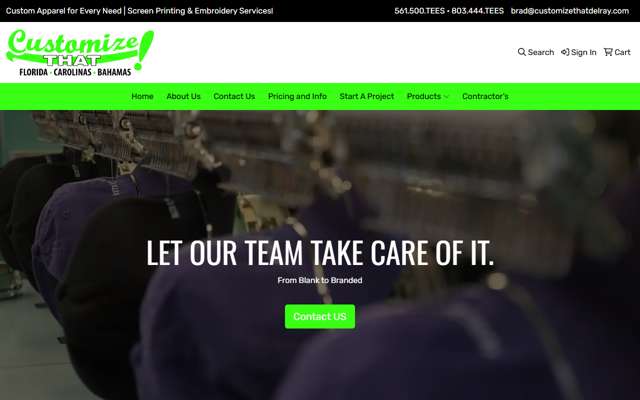 Custom Apparel for Every Need | Screen Printing & Embroidery Services!
561.500.TEES • 803.444.TEES brad@customizethatdelray.com
Customize
THAT!
FLORIDA • CAROLINAS • BAHAMAS
Search Sign In Cart
Home About Us Contact Us Pricing and Info Start A Project Products Contractor's
LET OUR TEAM TAKE CARE OF IT.
From Blank to Branded
Contact US